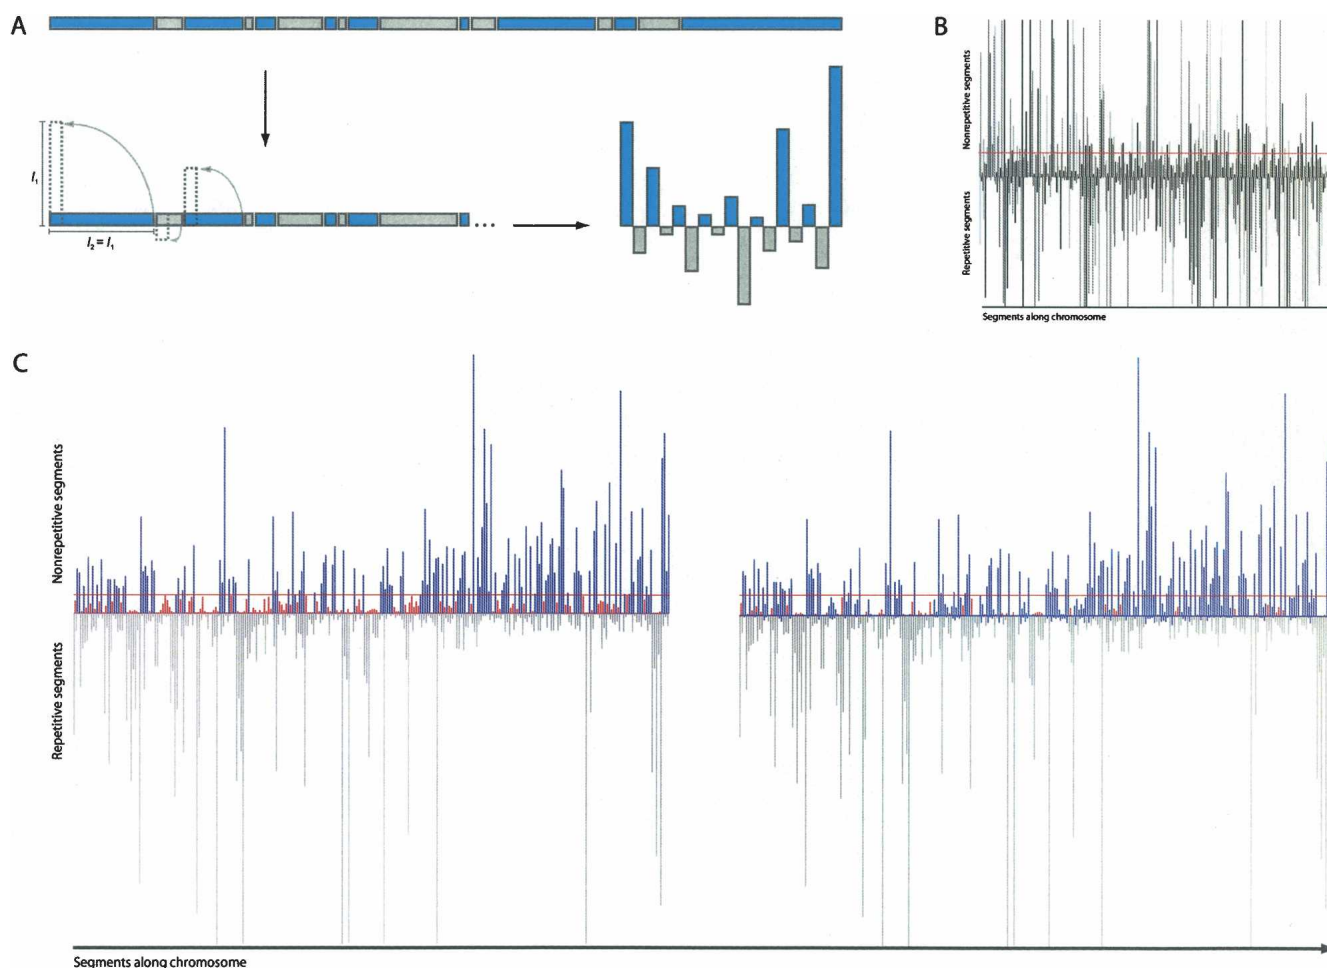 A
B
Nonrepetitive segments
Repetitive segments
l1
l2 = l1
...
Segments along chromosome
C
Nonrepetitive segments
Repetitive segments
Segments along chromosome